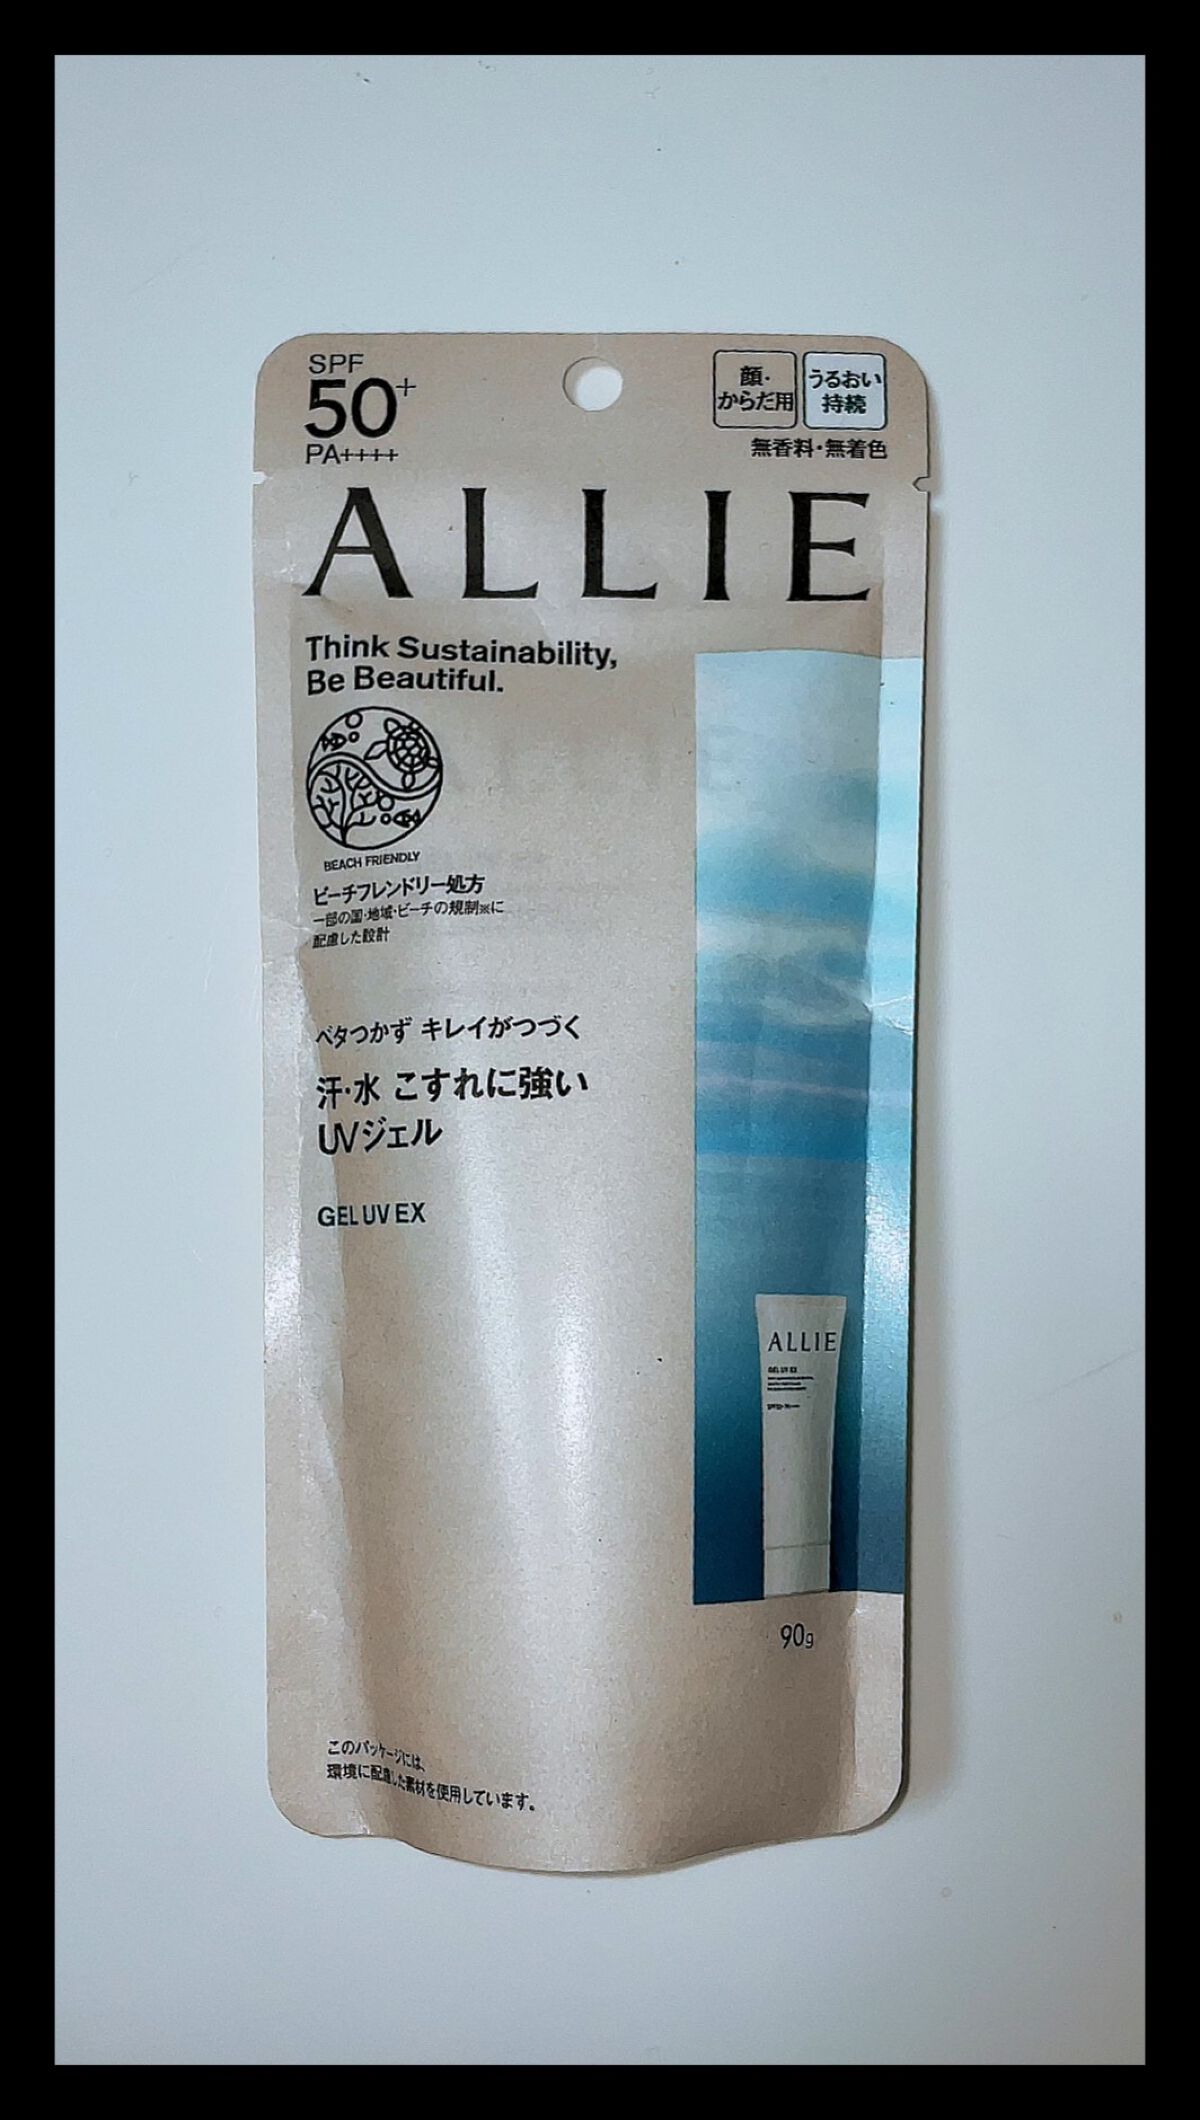 SPF
50+
PA++++
顔・
からだ用
うるおい
持続
無香料・無着色
ALLIE
Think Sustainability,
Be Beautiful.
BEACH FRIENDLY
ビーチフレンドリー処方
一部の国・地域・ビーチの規制※に
配慮した設計
ベタつかず キレイがつづく
汗・水 こすれに強い
UVジェル
GEL UV EX
ALLIE
GEL UV EX
90g
このパッケージには、
環境に配慮した素材を使用しています。